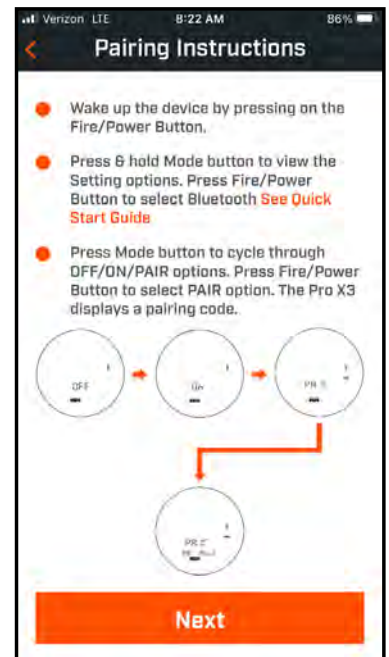 Verizon LTE 8:22 AM 86%
Pairing Instructions
Wake up the device by pressing on the
Fire/Power Button.
Press & hold Mode button to view the
Setting options. Press Fire/Power
Button to select Bluetooth See Quick
Start Guide
Press Mode button to cycle through
OFF/ON/PAIR options. Press Fire/Power
Button to select PAIR option. The Pro X3
displays a pairing code.
OFF
On
Next